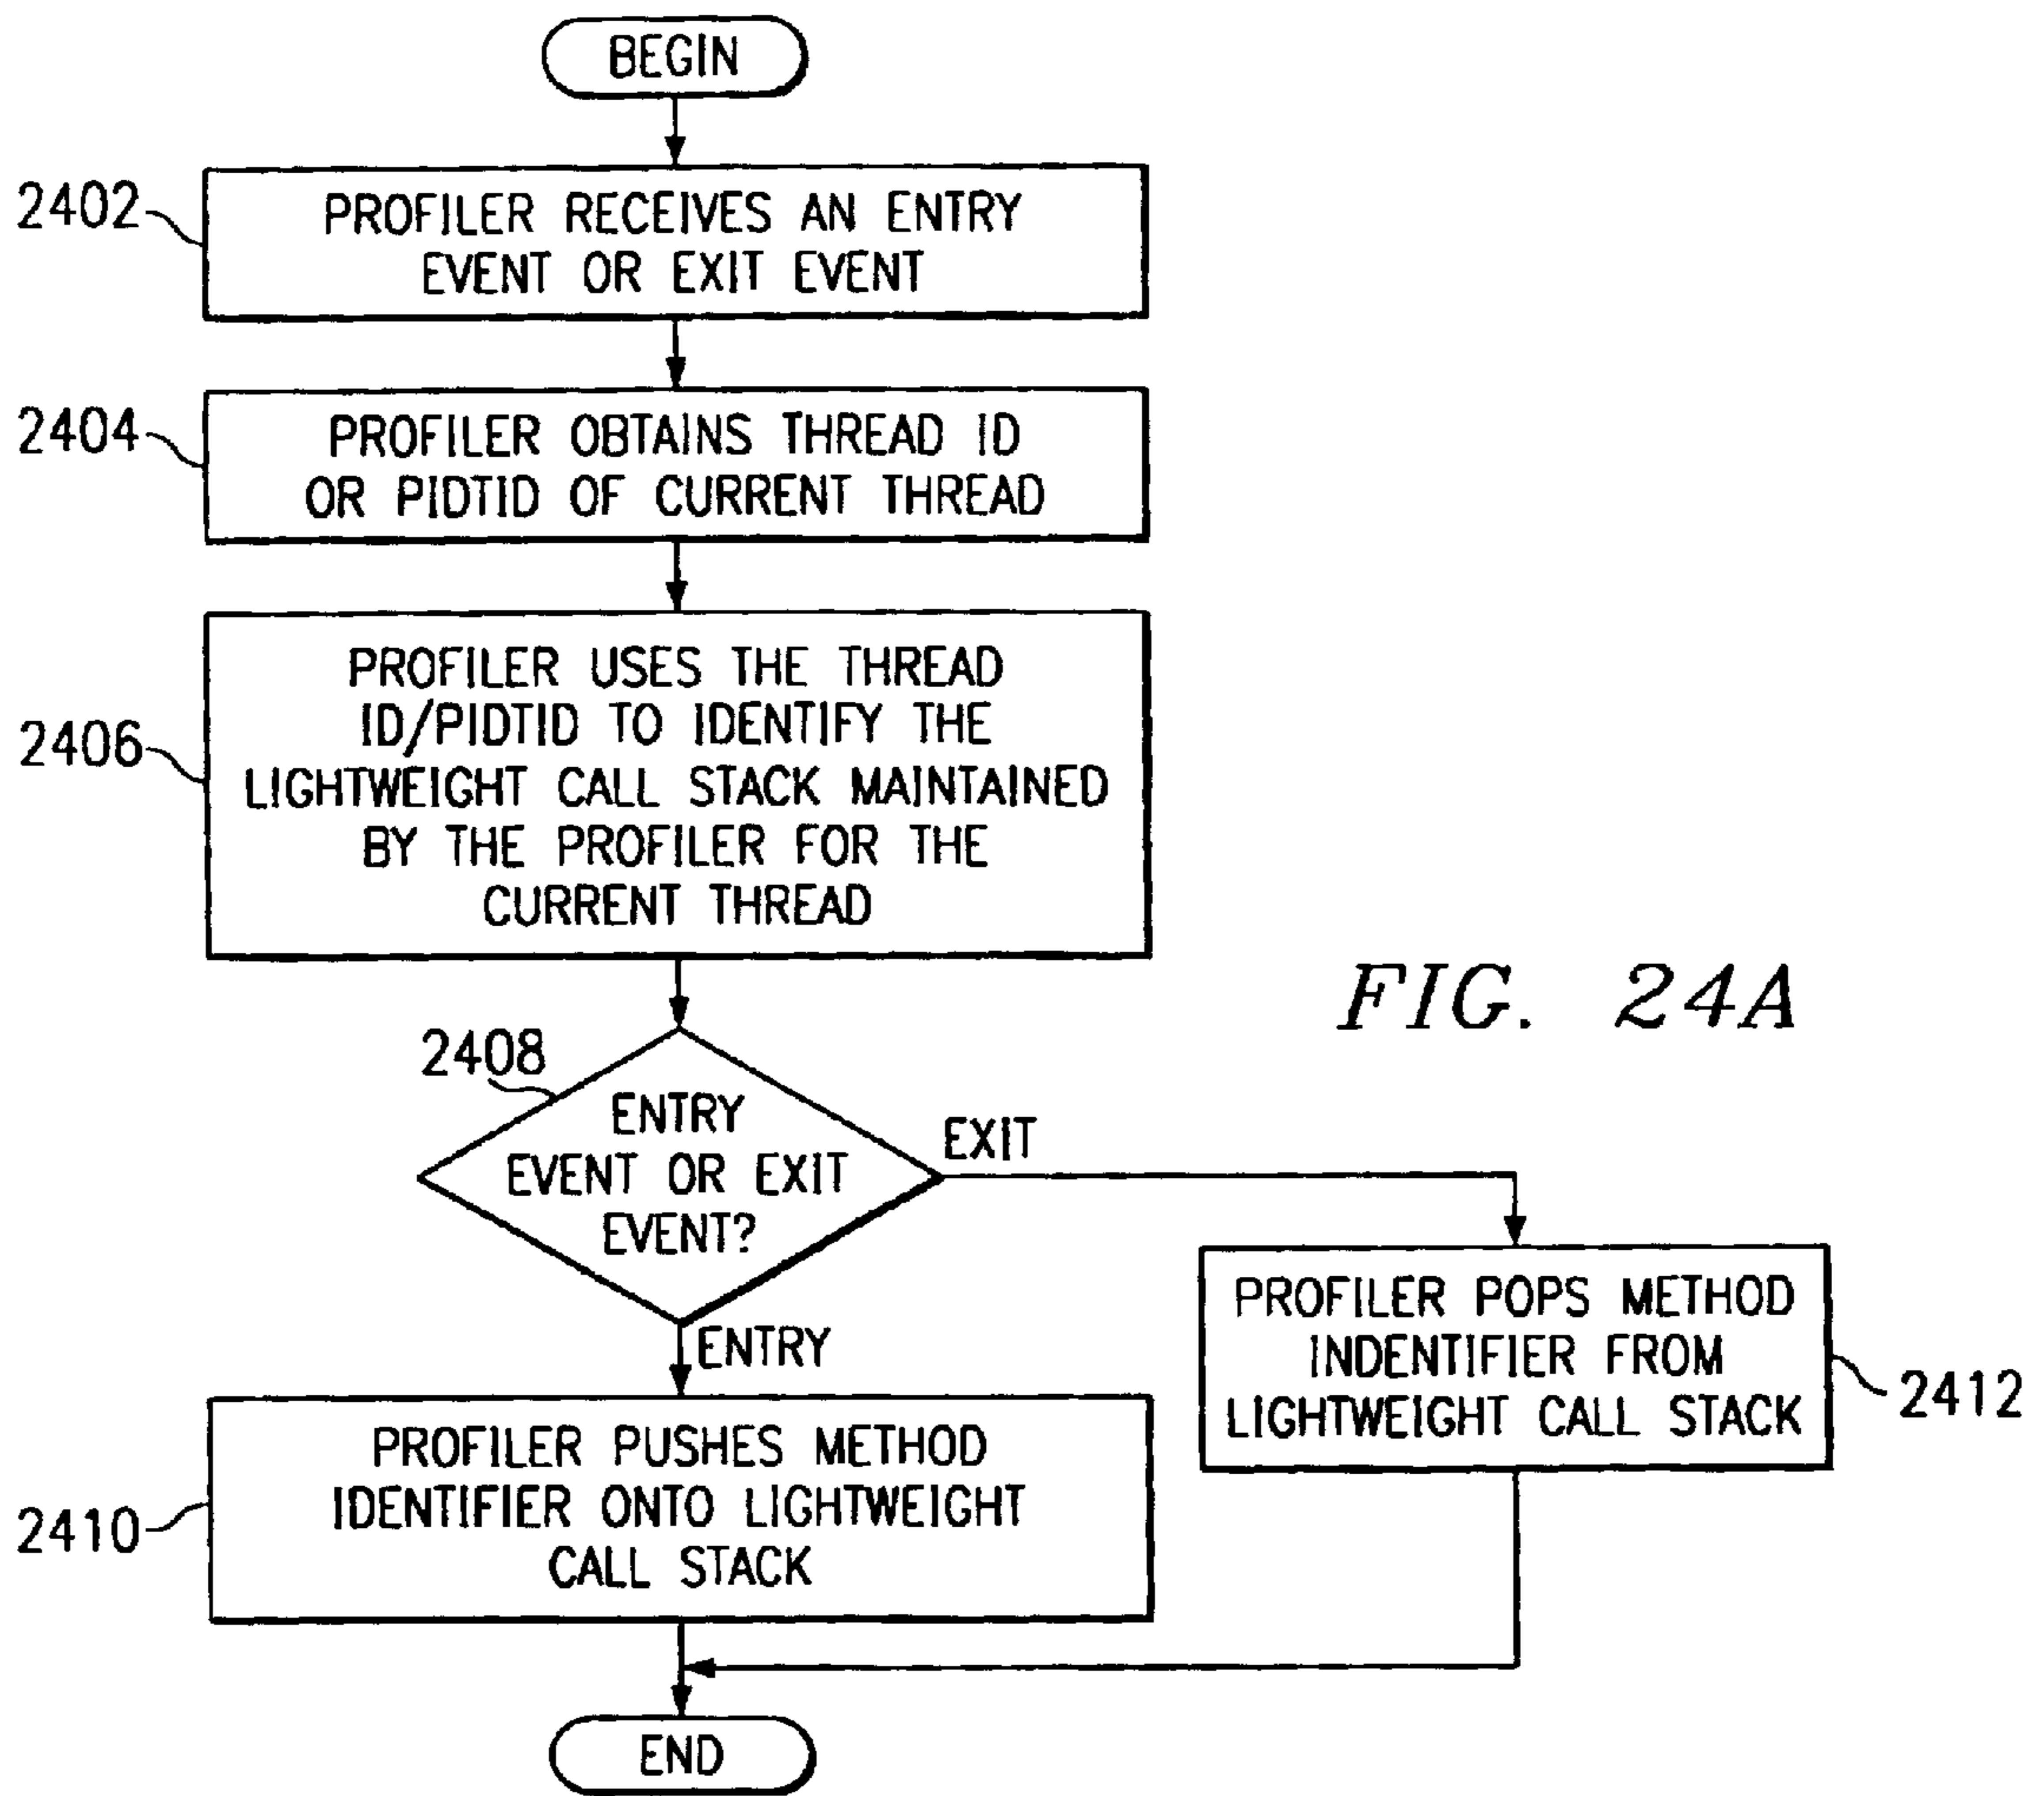 BEGIN
2402
PROFILER RECEIVES AN ENTRY
EVENT OR EXIT EVENT
2404
PROFILER OBTAINS THREAD ID
OR PIDTID OF CURRENT THREAD
2406
PROFILER USES THE THREAD
ID/PIDTID TO IDENTIFY THE
LIGHTWEIGHT CALL STACK MAINTAINED
BY THE PROFILER FOR THE
CURRENT THREAD
FIG. 24A
2408
ENTRY
EVENT OR EXIT
EVENT?
EXIT
ENTRY
PROFILER POPS METHOD
INDENTIFIER FROM
LIGHTWEIGHT CALL STACK
2412
2410
PROFILER PUSHES METHOD
IDENTIFIER ONTO LIGHTWEIGHT
CALL STACK
END